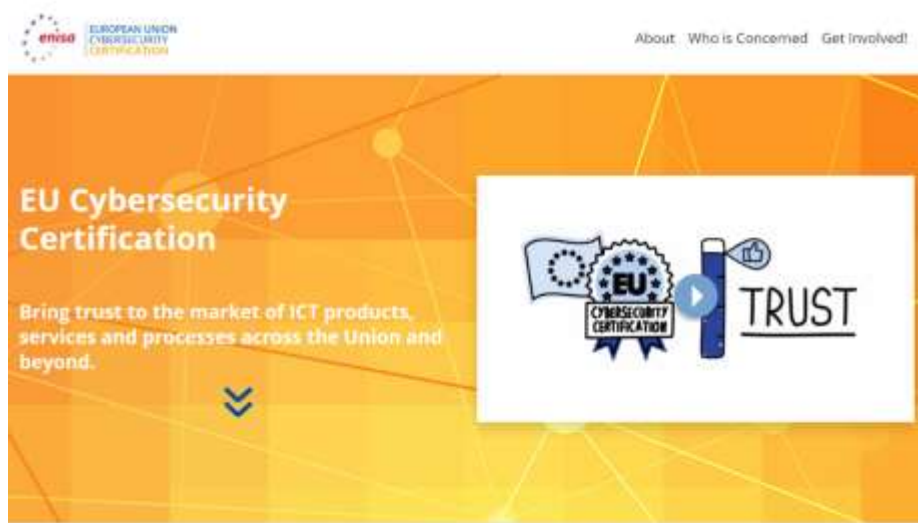 enisa
EUROPEAN UNION
CYBERSECURITY
CERTIFICATION
About Who is Concerned Get Involved!
EU Cybersecurity
Certification
Bring trust to the market of ICT products,
services and processes across the Union and
beyond.
EU
CYBERSECURITY
CERTIFICATION
TRUST